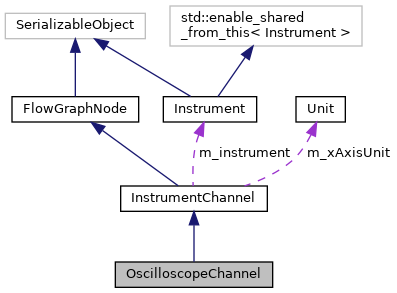 SerializableObject
std::enable_shared
_from_this< Instrument >
FlowGraphNode
Instrument
Unit
m_instrument
m_xAxisUnit
InstrumentChannel
OscilloscopeChannel